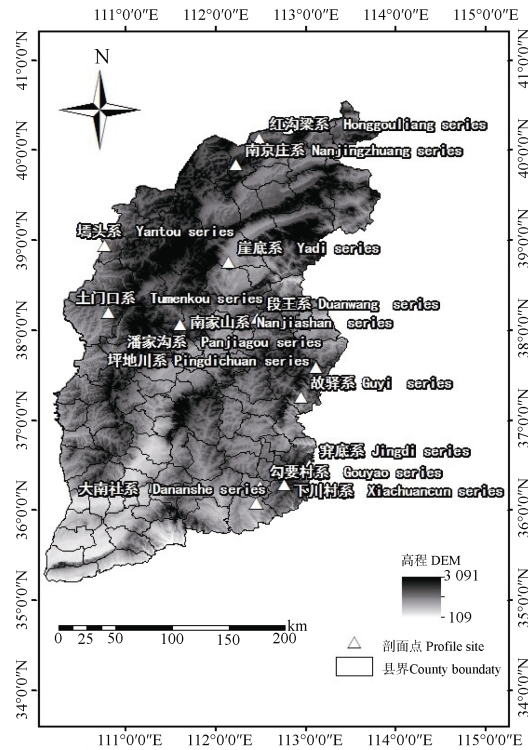 111°0′0″E 112°0′0″E 113°0′0″E 114°0′0″E 115°0′0″E
N
41°0′0″N 41°0′0″N
红沟梁系 Honggouliang series
南京庄系 Nanjingzhuang series
40°0′0″N 40°0′0″N
墕头系 Yantou series
39°0′0″N 39°0′0″N
崖底系 Yadi series
土门口系 Tumenkou series 段王系 Duanwang series
南家山系 Nanjiashan series
38°0′0″N 38°0′0″N
潘家沟系 Panjiagou series
坪地川系 Pingdichuan series
故驿系 Guyi series
37°0′0″N 37°0′0″N
弈底系 Jingdi series
勾要村系 Gouyao series
大南社系 Dananshe series 下川村系 Xiachuancun series
36°0′0″N 36°0′0″N
高程 DEM
3 091
109
35°0′0″N 35°0′0″N
km
0 25 50 100 150 200
剖面点 Profile site
县界County boundaty
34°0′0″N 34°0′0″N
111°0′0″E 112°0′0″E 113°0′0″E 114°0′0″E 115°0′0″E